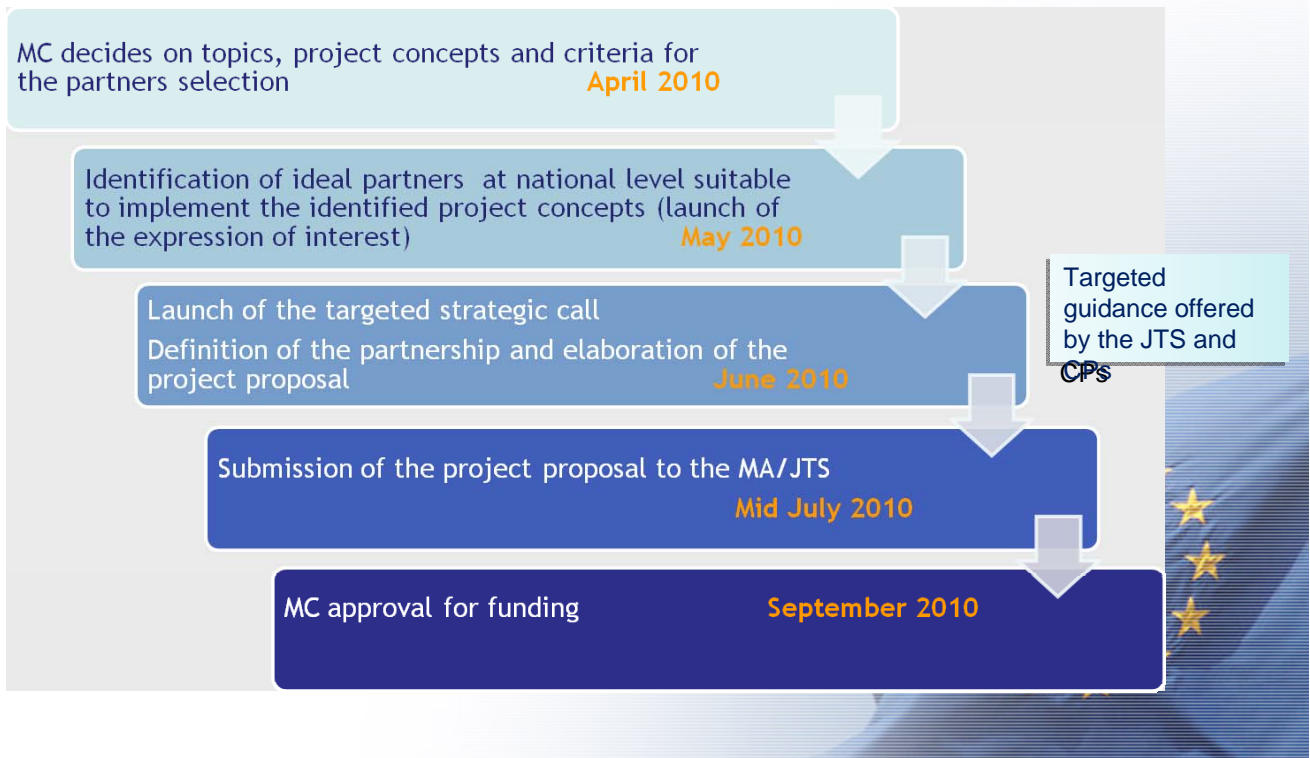 MC decides on topics, project concepts and criteria for
the partners selection April 2010
Identification of ideal partners at national level suitable
to implement the identified project concepts (launch of
the expression of interest) May 2010
Launch of the targeted strategic call
Definition of the partnership and elaboration of the
project proposal June 2010
Targeted
guidance offered
by the JTS and
CPs
Submission of the project proposal to the MA/JTS
Mid July 2010
MC approval for funding September 2010